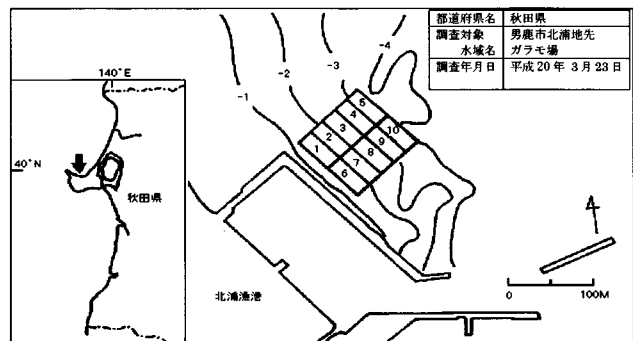 都道府県名 秋田県
調査対象 男鹿市北浦地先
水域名 ガラモ場
調査年月日 平成20年3月23日
140°E
40°N
秋田県
-1
-2
-3
-4
5
4
3
2
1
10
9
8
7
6
北浦漁港
0 100M